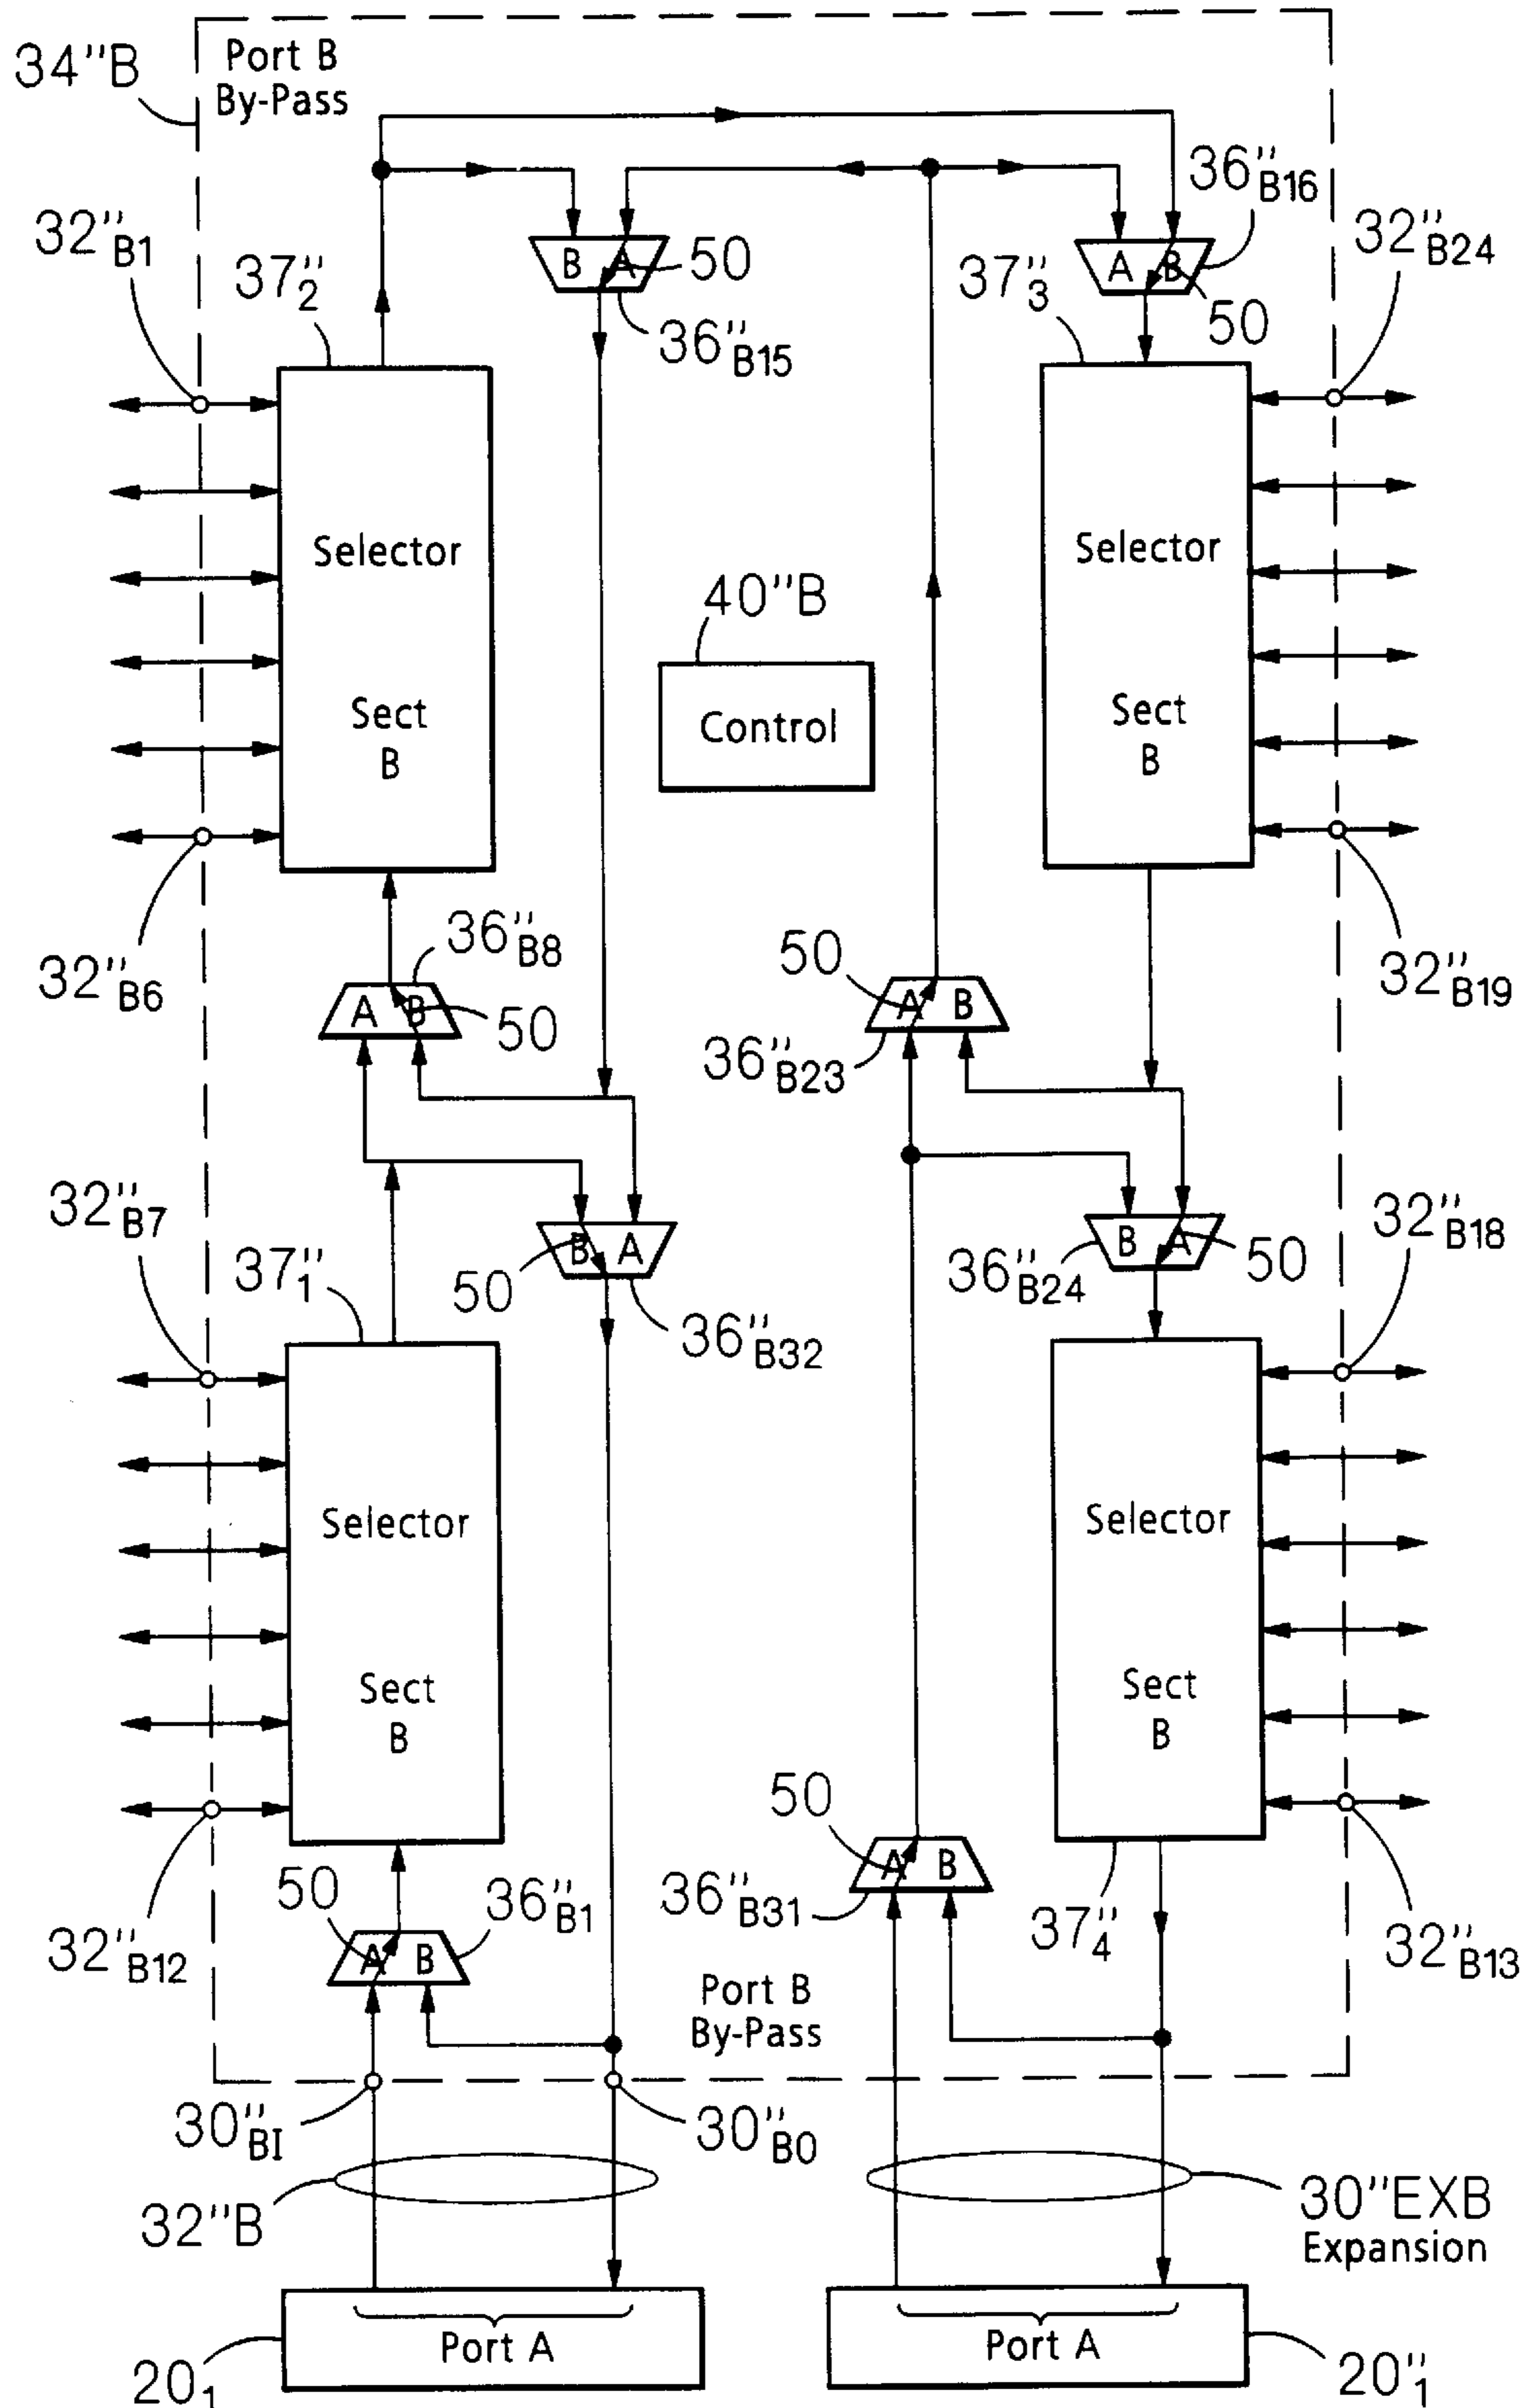 34"B
Port B
By-Pass
32"B1
37"2
B
A
50
36"B15
36"B16
A
B
50
37"3
32"B24
Selector
Sect
B
40"B
Control
Selector
Sect
B
32"B6
36"B8
A
B
50
50
A
B
36"B23
32"B19
32"B7
37"1
50
B
A
36"B32
36"B24
B
A
50
32"B18
Selector
Sect
B
Selector
Sect
B
32"B12
50
A
B
36"B1
50
A
B
36"B31
37"4
32"B13
Port B
By-Pass
30"BI
30"BO
32"B
30"EXB
Expansion
Port A
Port A
201
20"1